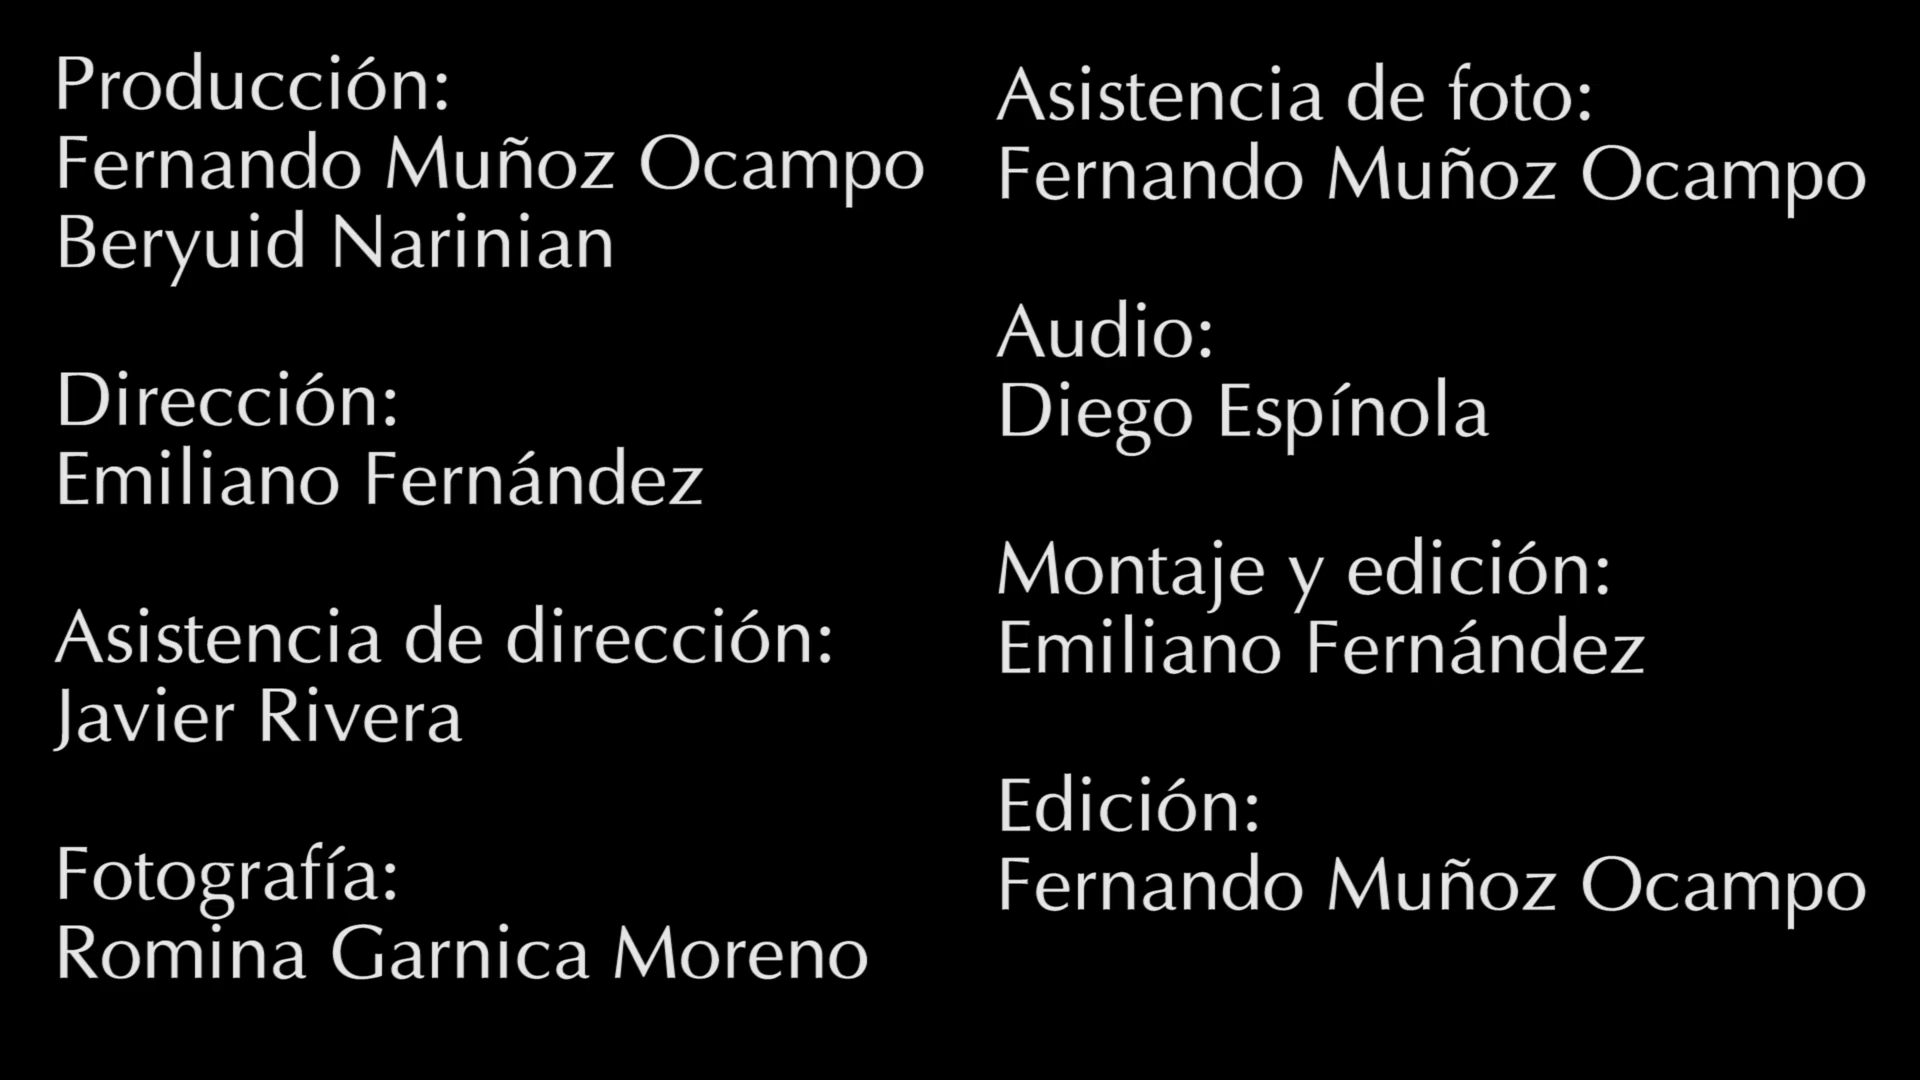 Producción:
Fernando Muñoz Ocampo
Beryuid Narinian
Dirección:
Emiliano Fernández
Asistencia de dirección:
Javier Rivera
Fotografía:
Romina Garnica Moreno
Asistencia de foto:
Fernando Muñoz Ocampo
Audio:
Diego Espínola
Montaje y edición:
Emiliano Fernández
Edición:
Fernando Muñoz Ocampo